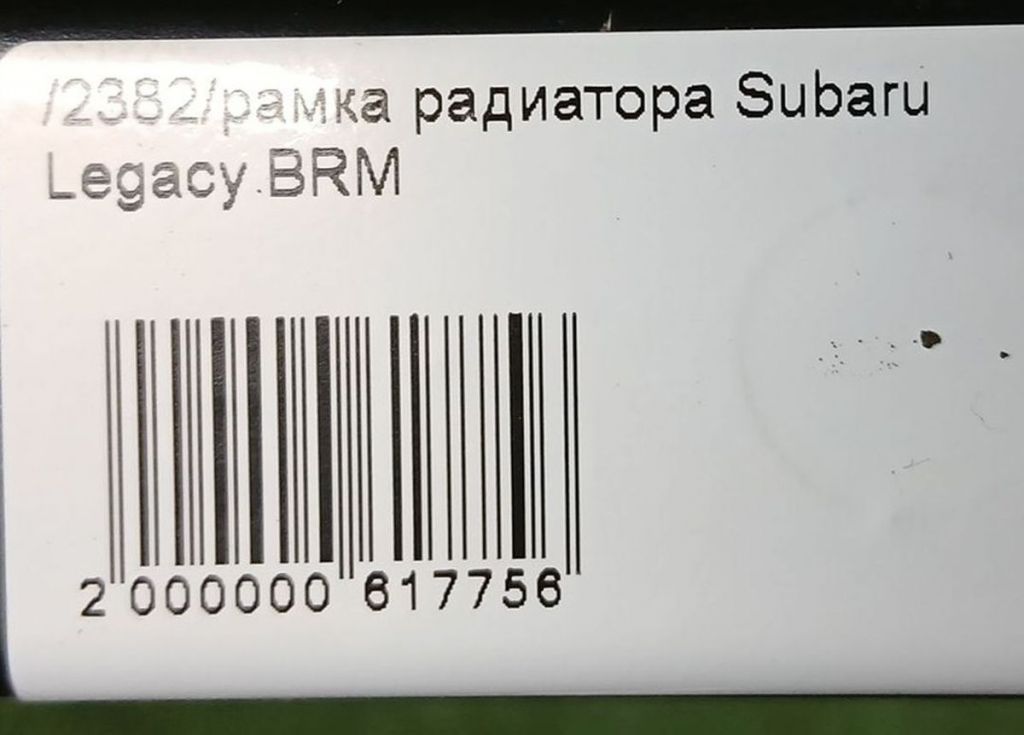 /2382/рамка радиатора Subaru
Legacy BRM
2 000000 617756